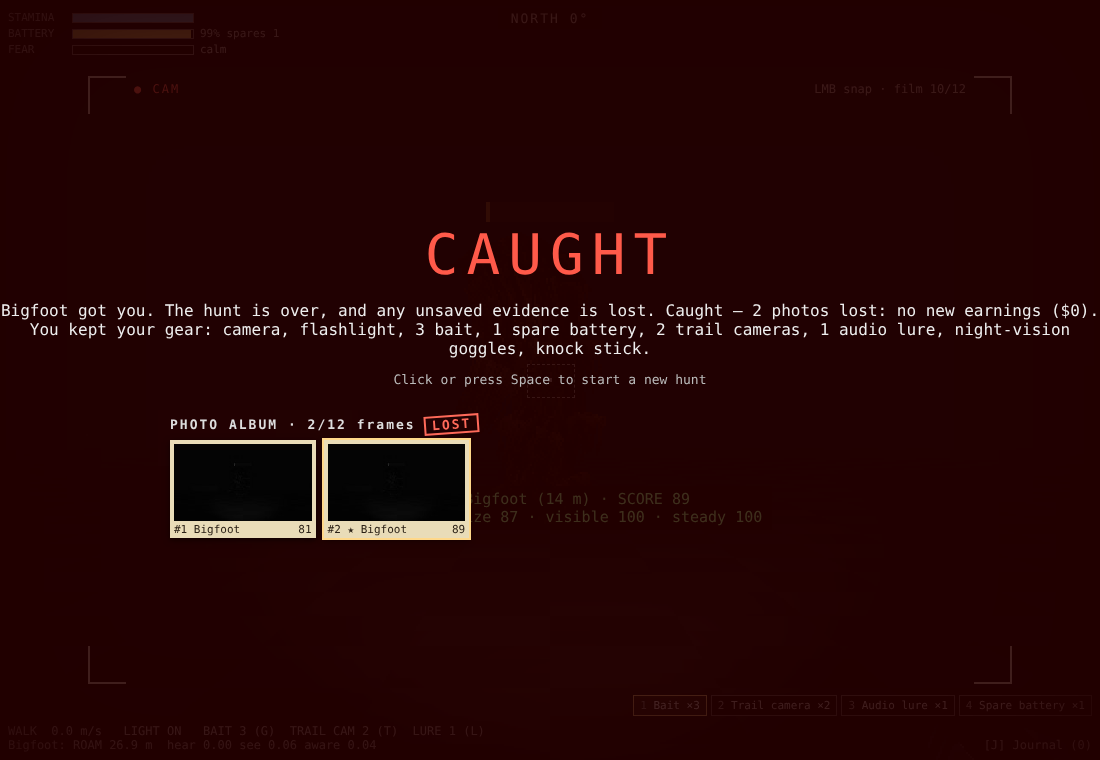 STAMINA
BATTERY 99% spares 1
FEAR calm
NORTH 0°
● CAM
LMB snap · film 10/12
CAUGHT
Bigfoot got you. The hunt is over, and any unsaved evidence is lost. Caught — 2 photos lost: no new earnings ($0).
You kept your gear: camera, flashlight, 3 bait, 1 spare battery, 2 trail cameras, 1 audio lure, night-vision
goggles, knock stick.
Click or press Space to start a new hunt
PHOTO ALBUM · 2/12 frames LOST
#1 Bigfoot 81
#2 ★ Bigfoot 89
(14 m) · SCORE 89
87 · visible 100 · steady 100
1 Bait ×3
2 Trail camera ×2
3 Audio lure ×1
4 Spare battery ×1
WALK 0.0 m/s LIGHT ON BAIT 3 (G) TRAIL CAM 2 (T) LURE 1 (L)
Bigfoot: ROAM 26.9 m hear 0.00 see 0.06 aware 0.04
[J] Journal (0)